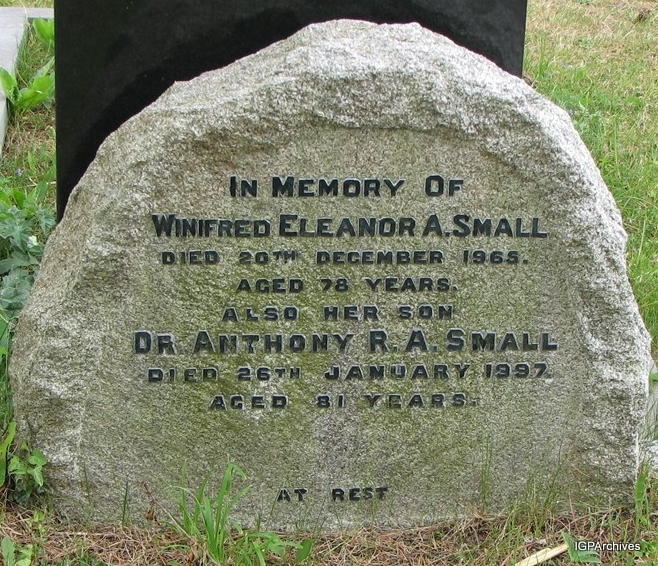 IN MEMORY OF
WINIFRED ELEANOR A. SMALL
DIED 20TH DECEMBER 1965.
AGED 78 YEARS.
ALSO HER SON
DR ANTHONY R. A. SMALL
DIED 26TH JANUARY 1997.
AGED 81 YEARS.
AT REST
IGPArchives